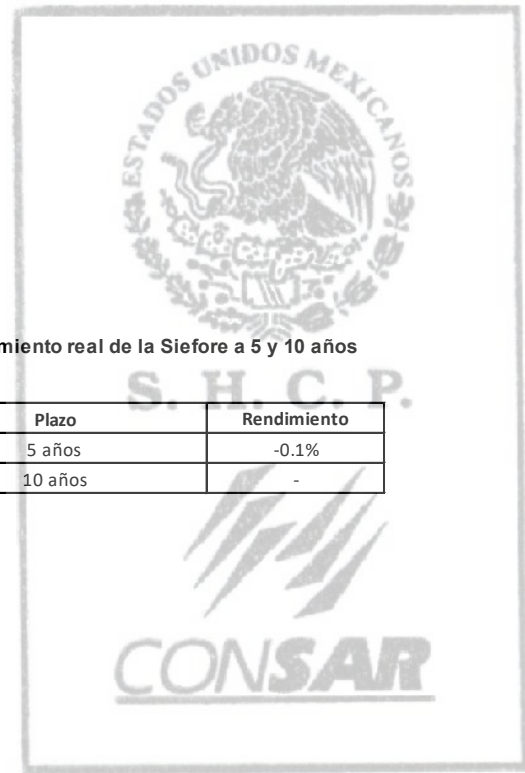 ESTADOS UNIDOS MEXICANOS
miento real de la Siefore a 5 y 10 años
S. H. C. P.
Plazo Rendimiento
5 años -0.1%
10 años -
CONSAR